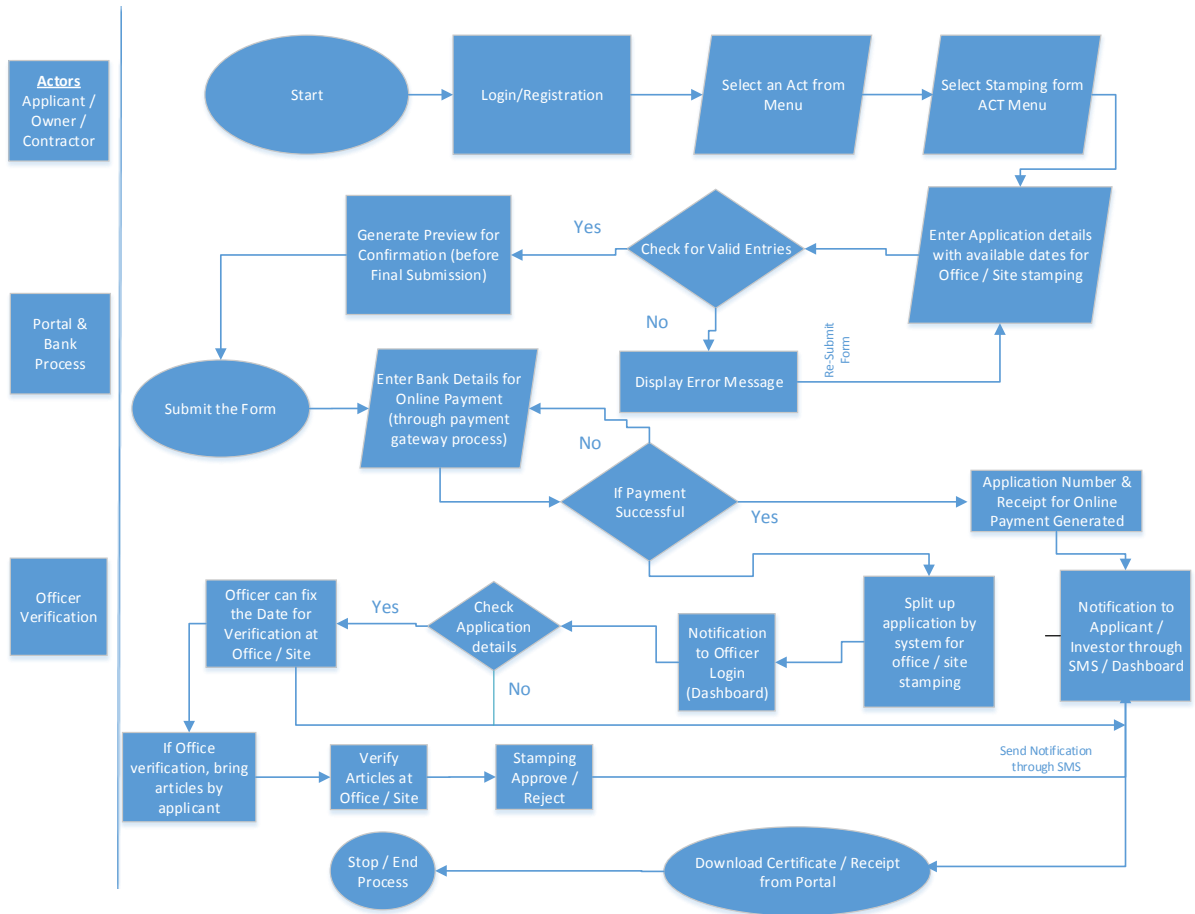 Actors
Applicant /
Owner /
Contractor
Start
Login/Registration
Select an Act from
Menu
Select Stamping form
ACT Menu
Generate Preview for
Confirmation (before
Final Submission)
Yes
Check for Valid Entries
Enter Application details
with available dates for
Office / Site stamping
Portal &
Bank
Process
No
Re-Submit
Form
Display Error Message
Submit the Form
Enter Bank Details for
Online Payment
(through payment
gateway process)
No
If Payment
Successful
Yes
Application Number &
Receipt for Online
Payment Generated
Officer
Verification
Officer can fix
the Date for
Verification at
Office / Site
Yes
Check
Application
details
No
Notification
to Officer
Login
(Dashboard)
Split up
application by
system for
office / site
stamping
Notification to
Applicant /
Investor through
SMS / Dashboard
If Office
verification, bring
articles by
applicant
Verify
Articles at
Office / Site
Stamping
Approve /
Reject
Send Notification
through SMS
Stop / End
Process
Download Certificate / Receipt
from Portal